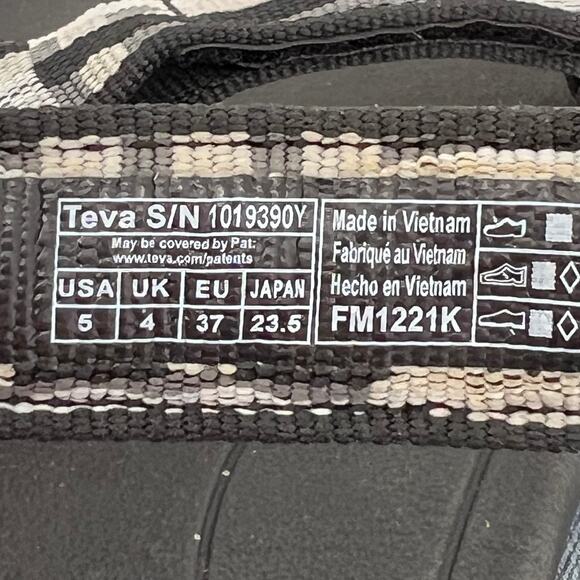 Teva S/N 1019390Y
May be covered by Pat:
www.teva.com/patents
USA UK EU JAPAN
5 4 37 23.5
Made in Vietnam
Fabriqué au Vietnam
Hecho en Vietnam
FM1221K